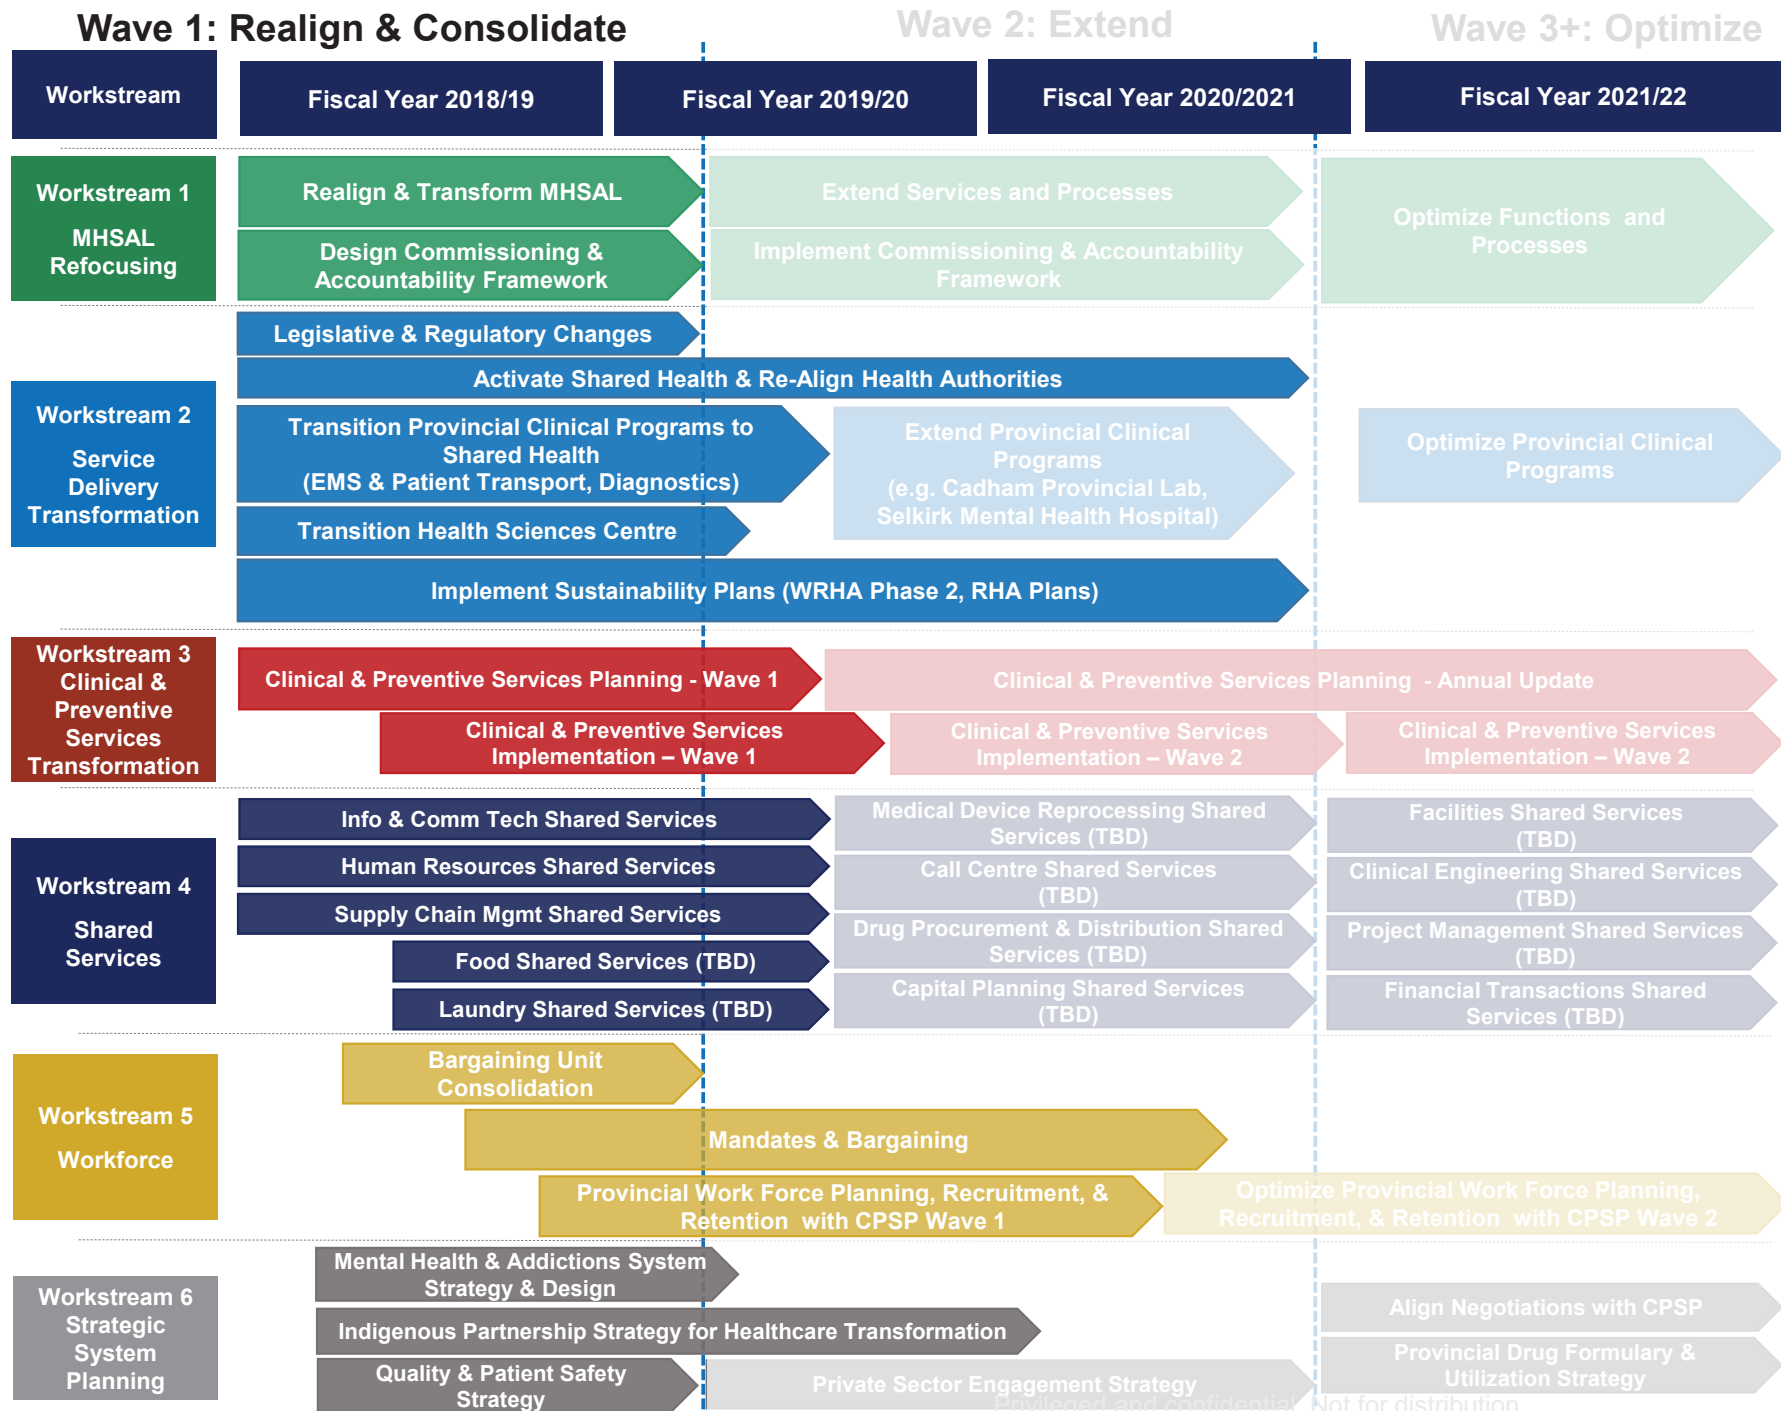 Wave 1: Realign & Consolidate
Wave 2: Extend
Wave 3+: Optimize
Workstream
Fiscal Year 2018/19
Fiscal Year 2019/20
Fiscal Year 2020/2021
Fiscal Year 2021/22
Workstream 1
MHSAL
Refocusing
Realign & Transform MHSAL
Extend Services and Processes
Optimize Functions and
Processes
Design Commissioning &
Accountability Framework
Implement Commissioning & Accountability
Framework
Workstream 2
Service
Delivery
Transformation
Legislative & Regulatory Changes
Activate Shared Health & Re-Align Health Authorities
Transition Provincial Clinical Programs to
Shared Health
(EMS & Patient Transport, Diagnostics)
Extend Provincial Clinical
Programs
(e.g. Cadham Provincial Lab,
Selkirk Mental Health Hospital)
Optimize Provincial Clinical
Programs
Transition Health Sciences Centre
Implement Sustainability Plans (WRHA Phase 2, RHA Plans)
Workstream 3
Clinical &
Preventive
Services
Transformation
Clinical & Preventive Services Planning - Wave 1
Clinical & Preventive Services Planning - Annual Update
Clinical & Preventive Services
Implementation – Wave 1
Clinical & Preventive Services
Implementation – Wave 2
Clinical & Preventive Services
Implementation – Wave 2
Workstream 4
Shared
Services
Info & Comm Tech Shared Services
Medical Device Reprocessing Shared
Services (TBD)
Facilities Shared Services
(TBD)
Human Resources Shared Services
Call Centre Shared Services
(TBD)
Clinical Engineering Shared Services
(TBD)
Supply Chain Mgmt Shared Services
Drug Procurement & Distribution Shared
Services (TBD)
Project Management Shared Services
(TBD)
Food Shared Services (TBD)
Laundry Shared Services (TBD)
Capital Planning Shared Services
(TBD)
Financial Transactions Shared
Services (TBD)
Workstream 5
Workforce
Bargaining Unit
Consolidation
Mandates & Bargaining
Provincial Work Force Planning, Recruitment, &
Retention with CPSP Wave 1
Optimize Provincial Work Force Planning,
Recruitment, & Retention with CPSP Wave 2
Workstream 6
Strategic
System
Planning
Mental Health & Addictions System
Strategy & Design
Indigenous Partnership Strategy for Healthcare Transformation
Align Negotiations with CPSP
Quality & Patient Safety
Strategy
Private Sector Engagement Strategy
Provincial Drug Formulary &
Utilization Strategy
Privileged and confidential. Not for distribution